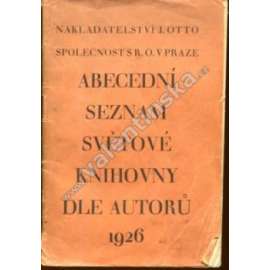 NAKLADATELSTVÍ J. OTTO
SPOLEČNOST S R. O. V PRAZE
ABECEDNÍ
SEZNAM
SVĚTOVÉ
KNIHOVNY
DLE AUTORŮ
1926